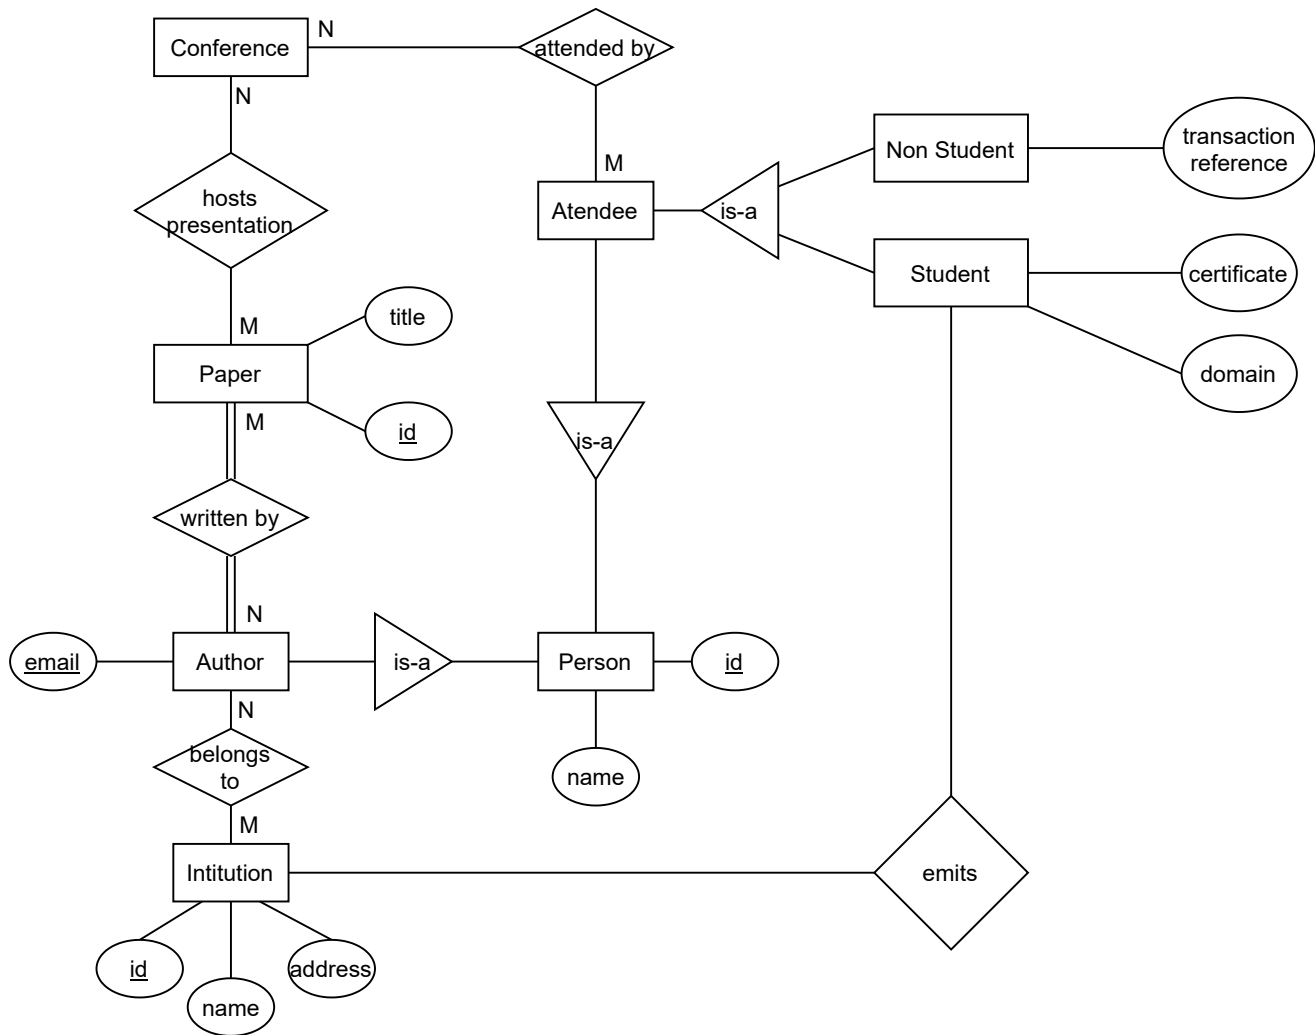 N
Conference
attended by
N
transaction
reference
Non Student
M
hosts
presentation
Atendee
is-a
Student
certificate
title
M
Paper
domain
M
id
is-a
written by
N
email
Author
is-a
Person
id
N
belongs
to
name
M
Intitution
emits
id
address
name